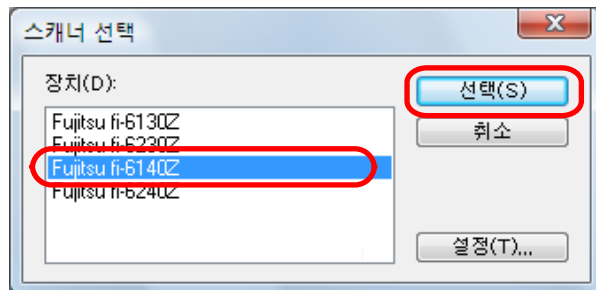 스캐너 선택
장치(D):
Fujitsu fi-6130Z
Fujitsu fi-6230Z
Fujitsu fi-6140Z
Fujitsu fi-6240Z
선택(S)
취소
설정(T)...